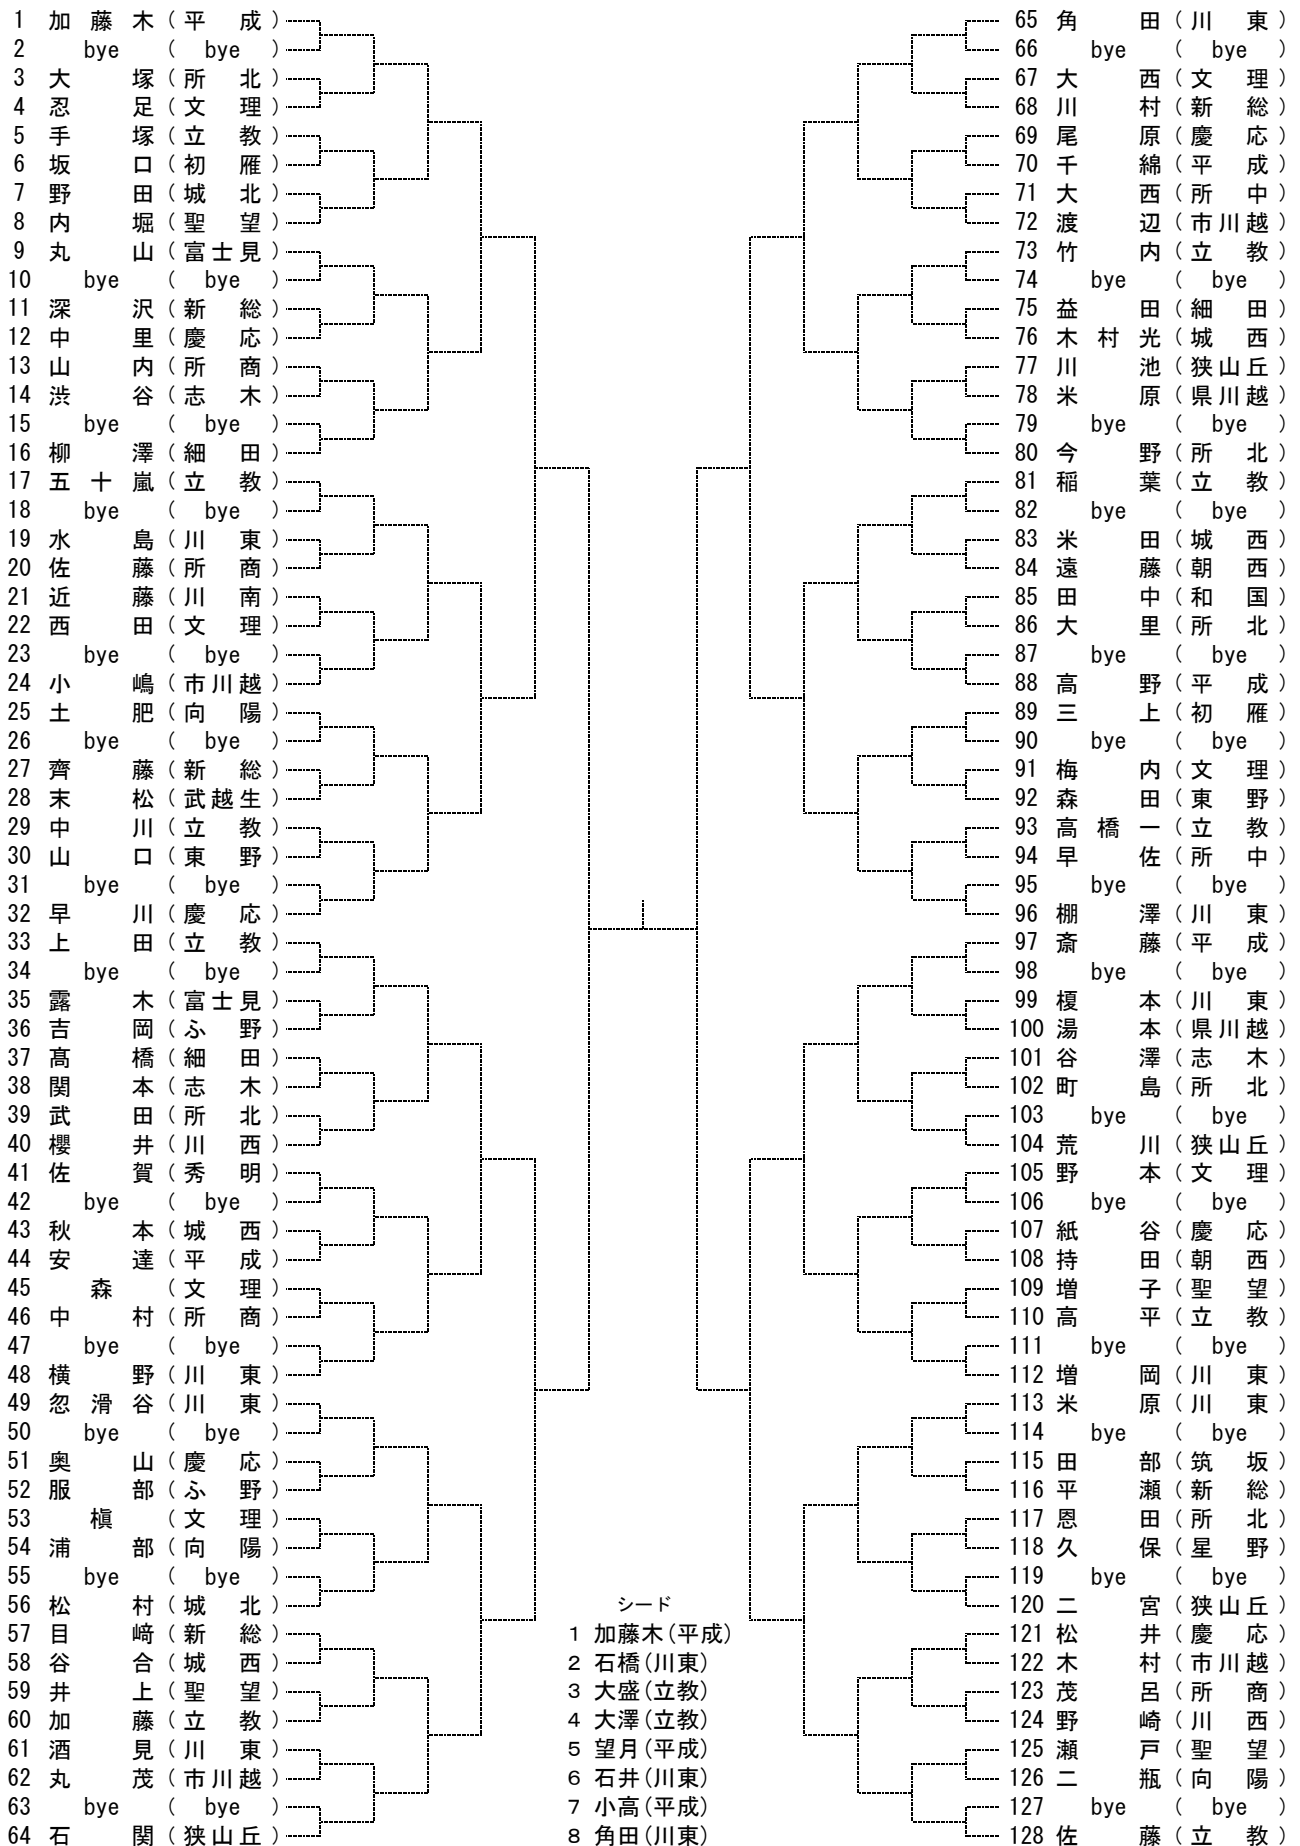 1 加藤木(平成)
2 bye (bye)
3 大塚(所北)
4 忍足(文理)
5 手塚(立教)
6 坂口(初雁)
7 野田(城北)
8 内堀(聖望)
9 丸山(富士見)
10 bye (bye)
11 深沢(新総)
12 中里(慶応)
13 山内(所商)
14 渋谷(志木)
15 bye (bye)
16 柳澤(細田)
17 五十嵐(立教)
18 bye (bye)
19 水島(川東)
20 佐藤(所商)
21 近藤(川南)
22 西田(文理)
23 bye (bye)
24 小嶋(市川越)
25 土肥(向陽)
26 bye (bye)
27 齊藤(新総)
28 末松(武越生)
29 中川(立教)
30 山口(東野)
31 bye (bye)
32 早川(慶応)
33 上田(立教)
34 bye (bye)
35 露木(富士見)
36 吉岡(ふ野)
37 髙橋(細田)
38 関本(志木)
39 武田(所北)
40 櫻井(川西)
41 佐賀(秀明)
42 bye (bye)
43 秋本(城西)
44 安達(平成)
45 森(文理)
46 中村(所商)
47 bye (bye)
48 横野(川東)
49 忽滑谷(川東)
50 bye (bye)
51 奥山(慶応)
52 服部(ふ野)
53 槇(文理)
54 浦部(向陽)
55 bye (bye)
56 松村(城北)
57 目﨑(新総)
58 谷合(城西)
59 井上(聖望)
60 加藤(立教)
61 酒見(川東)
62 丸茂(市川越)
63 bye (bye)
64 石関(狭山丘)
シード
1 加藤木(平成)
2 石橋(川東)
3 大盛(立教)
4 大澤(立教)
5 望月(平成)
6 石井(川東)
7 小高(平成)
8 角田(川東)
65 角田(川東)
66 bye (bye)
67 大西(文理)
68 川村(新総)
69 尾原(慶応)
70 千綿(平成)
71 大西(所中)
72 渡辺(市川越)
73 竹内(立教)
74 bye (bye)
75 益田(細田)
76 木村光(城西)
77 川池(狭山丘)
78 米原(県川越)
79 bye (bye)
80 今野(所北)
81 稲葉(立教)
82 bye (bye)
83 米田(城西)
84 遠藤(朝西)
85 田中(和国)
86 大里(所北)
87 bye (bye)
88 高野(平成)
89 三上(初雁)
90 bye (bye)
91 梅内(文理)
92 森田(東野)
93 高橋一(立教)
94 早佐(所中)
95 bye (bye)
96 棚澤(川東)
97 斎藤(平成)
98 bye (bye)
99 榎本(川東)
100 湯本(県川越)
101 谷澤(志木)
102 町島(所北)
103 bye (bye)
104 荒川(狭山丘)
105 野本(文理)
106 bye (bye)
107 紙谷(慶応)
108 持田(朝西)
109 増子(聖望)
110 高平(立教)
111 bye (bye)
112 増岡(川東)
113 米原(川東)
114 bye (bye)
115 田部(筑坂)
116 平瀬(新総)
117 恩田(所北)
118 久保(星野)
119 bye (bye)
120 二宮(狭山丘)
121 松井(慶応)
122 木村(市川越)
123 茂呂(所商)
124 野崎(川西)
125 瀬戸(聖望)
126 二瓶(向陽)
127 bye (bye)
128 佐藤(立教)